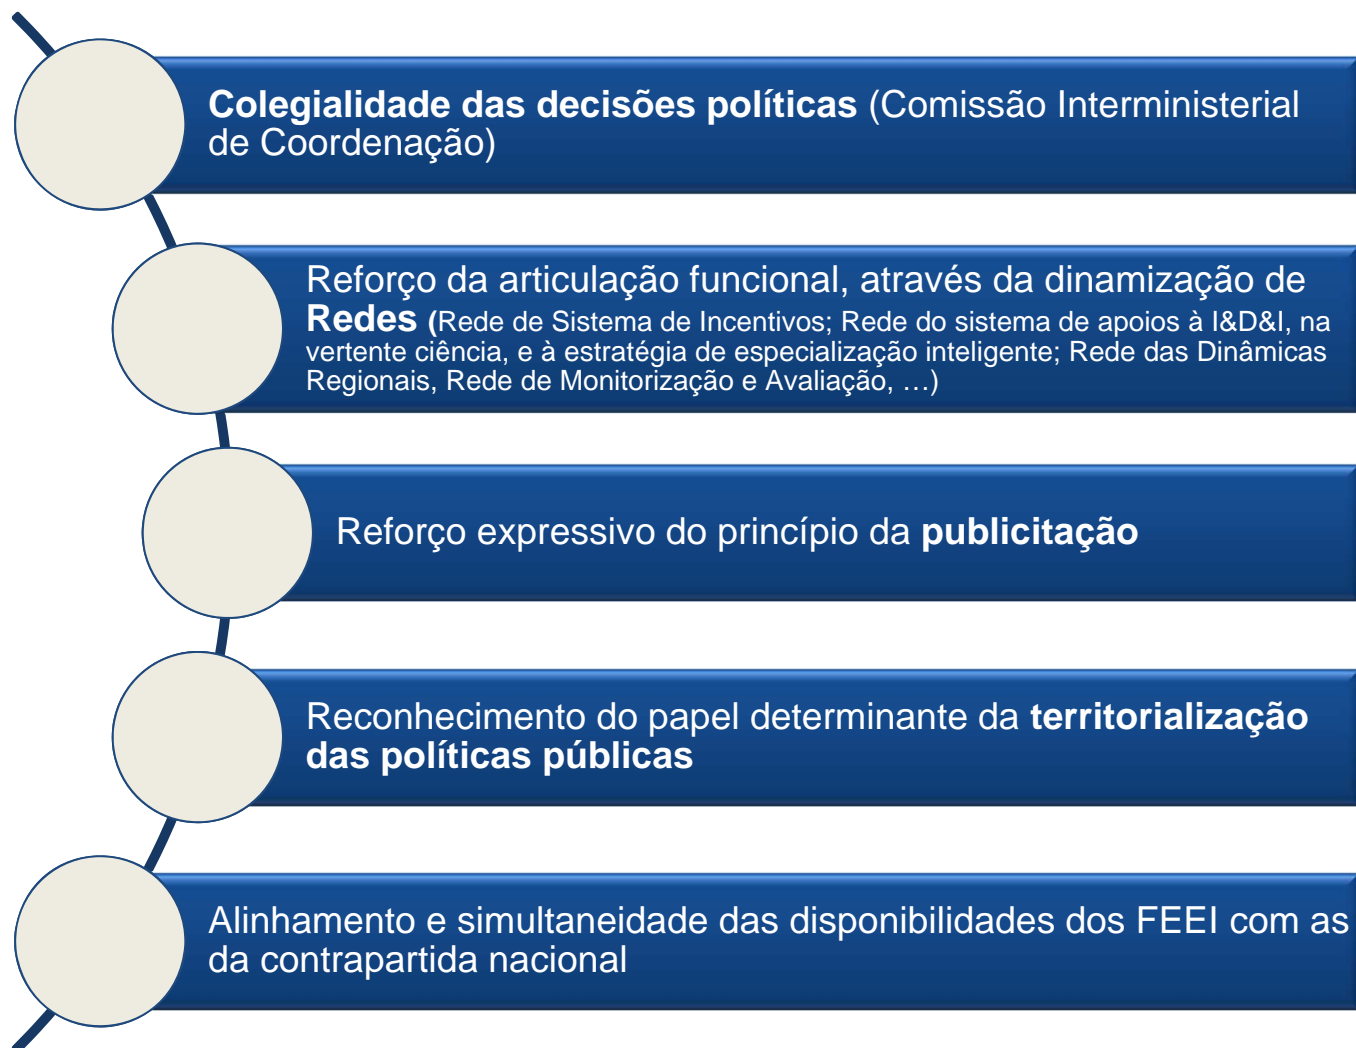 Colegialidade das decisões políticas (Comissão Interministerial
de Coordenação)
Reforço da articulação funcional, através da dinamização de
Redes (Rede de Sistema de Incentivos; Rede do sistema de apoios à I&D&I, na
vertente ciência, e à estratégia de especialização inteligente; Rede das Dinâmicas
Regionais, Rede de Monitorização e Avaliação, …)
Reforço expressivo do princípio da publicitação
Reconhecimento do papel determinante da territorialização
das políticas públicas
Alinhamento e simultaneidade das disponibilidades dos FEEI com as
da contrapartida nacional